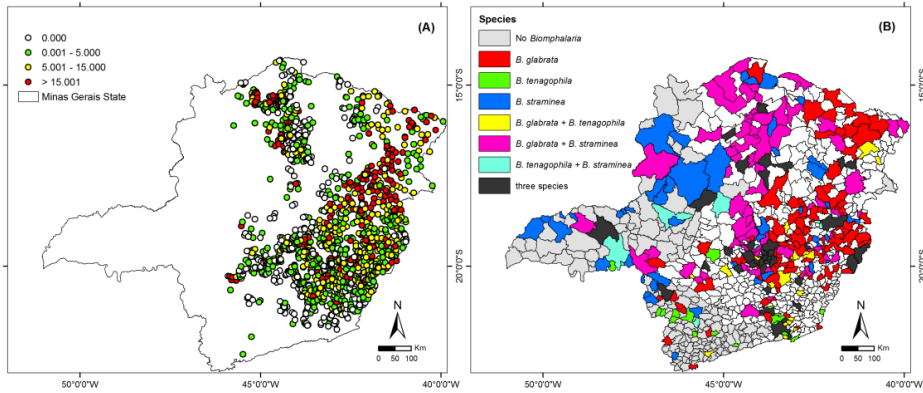 (A)
0.000
0.001 - 5.000
5.001 - 15.000
> 15.001
Minas Gerais State
N
Km
0 50 100
15°0'0"S
20°0'0"S
50°0'0"W
45°0'0"W
40°0'0"W
(B)
Species
No Biomphalaria
B. glabrata
B. tenagophila
B. straminea
B. glabrata + B. tenagophila
B. glabrata + B. straminea
B. tenagophila + B. straminea
three species
N
Km
0 50 100
15°0'0"S
20°0'0"S
50°0'0"W
45°0'0"W
40°0'0"W